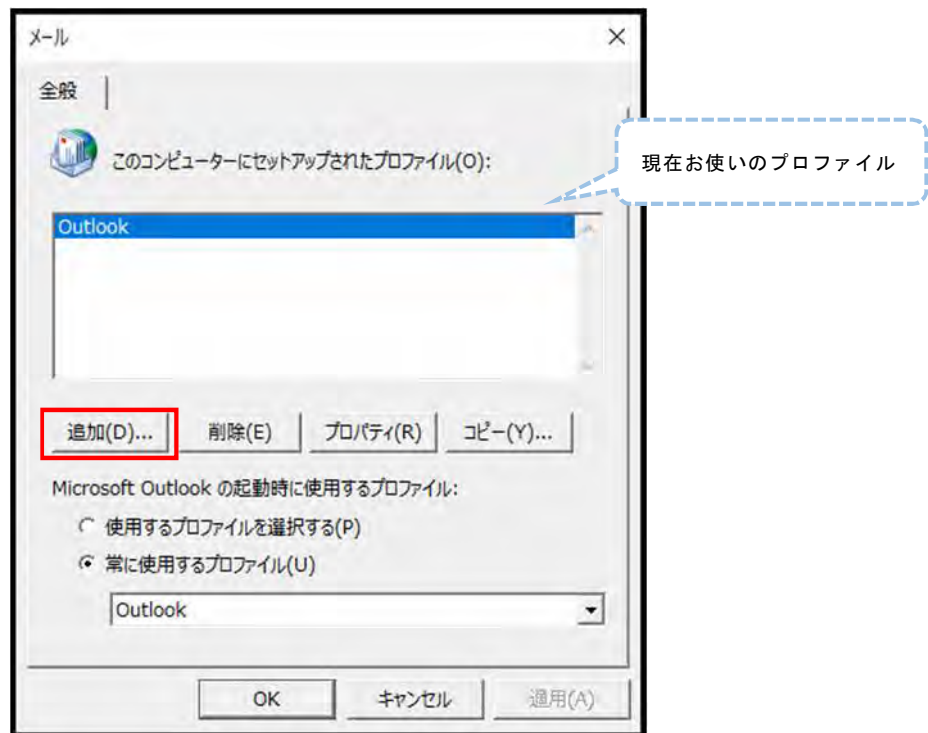 メール
全般
このコンピューターにセットアップされたプロファイル(O):
現在お使いのプロファイル
Outlook
追加(D)... 削除(E) プロパティ(R) コピー(Y)...
Microsoft Outlook の起動時に使用するプロファイル:
使用するプロファイルを選択する(P)
常に使用するプロファイル(U)
Outlook
OK キャンセル 適用(A)